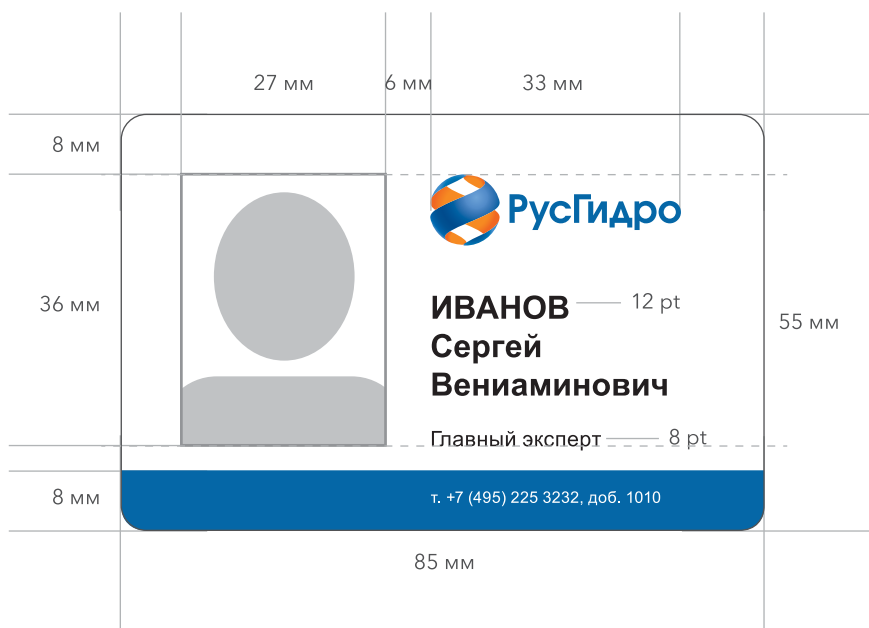 27 мм
6 мм
33 мм
8 мм
РусГидро
36 мм
ИВАНОВ
12 pt
Сергей
Вениаминович
55 мм
Главный эксперт
8 pt
8 мм
т. +7 (495) 225 3232, доб. 1010
85 мм